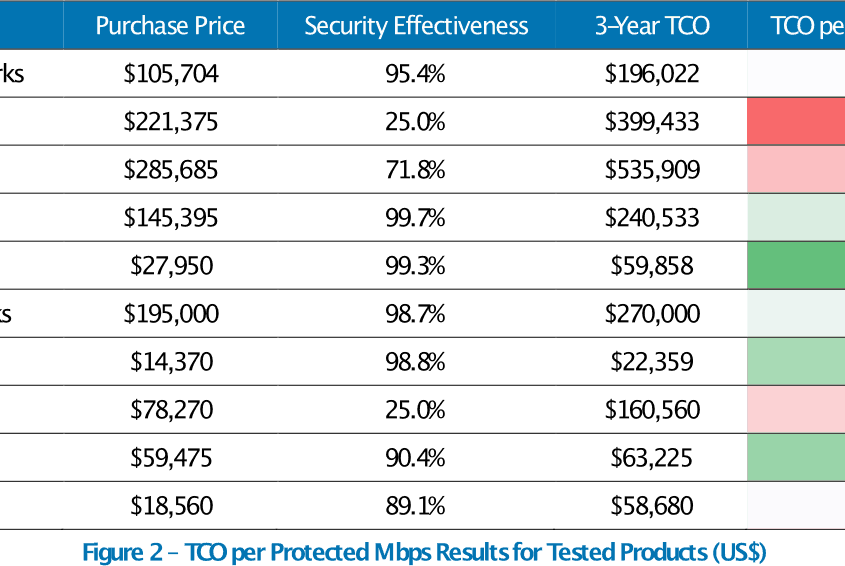 Purchase Price Security Effectiveness 3-Year TCO TCO pe
rks $105,704 95.4% $196,022
$221,375 25.0% $399,433
$285,685 71.8% $535,909
$145,395 99.7% $240,533
$27,950 99.3% $59,858
ks $195,000 98.7% $270,000
$14,370 98.8% $22,359
$78,270 25.0% $160,560
$59,475 90.4% $63,225
$18,560 89.1% $58,680
Figure 2 – TCO per Protected Mbps Results for Tested Products (US$)